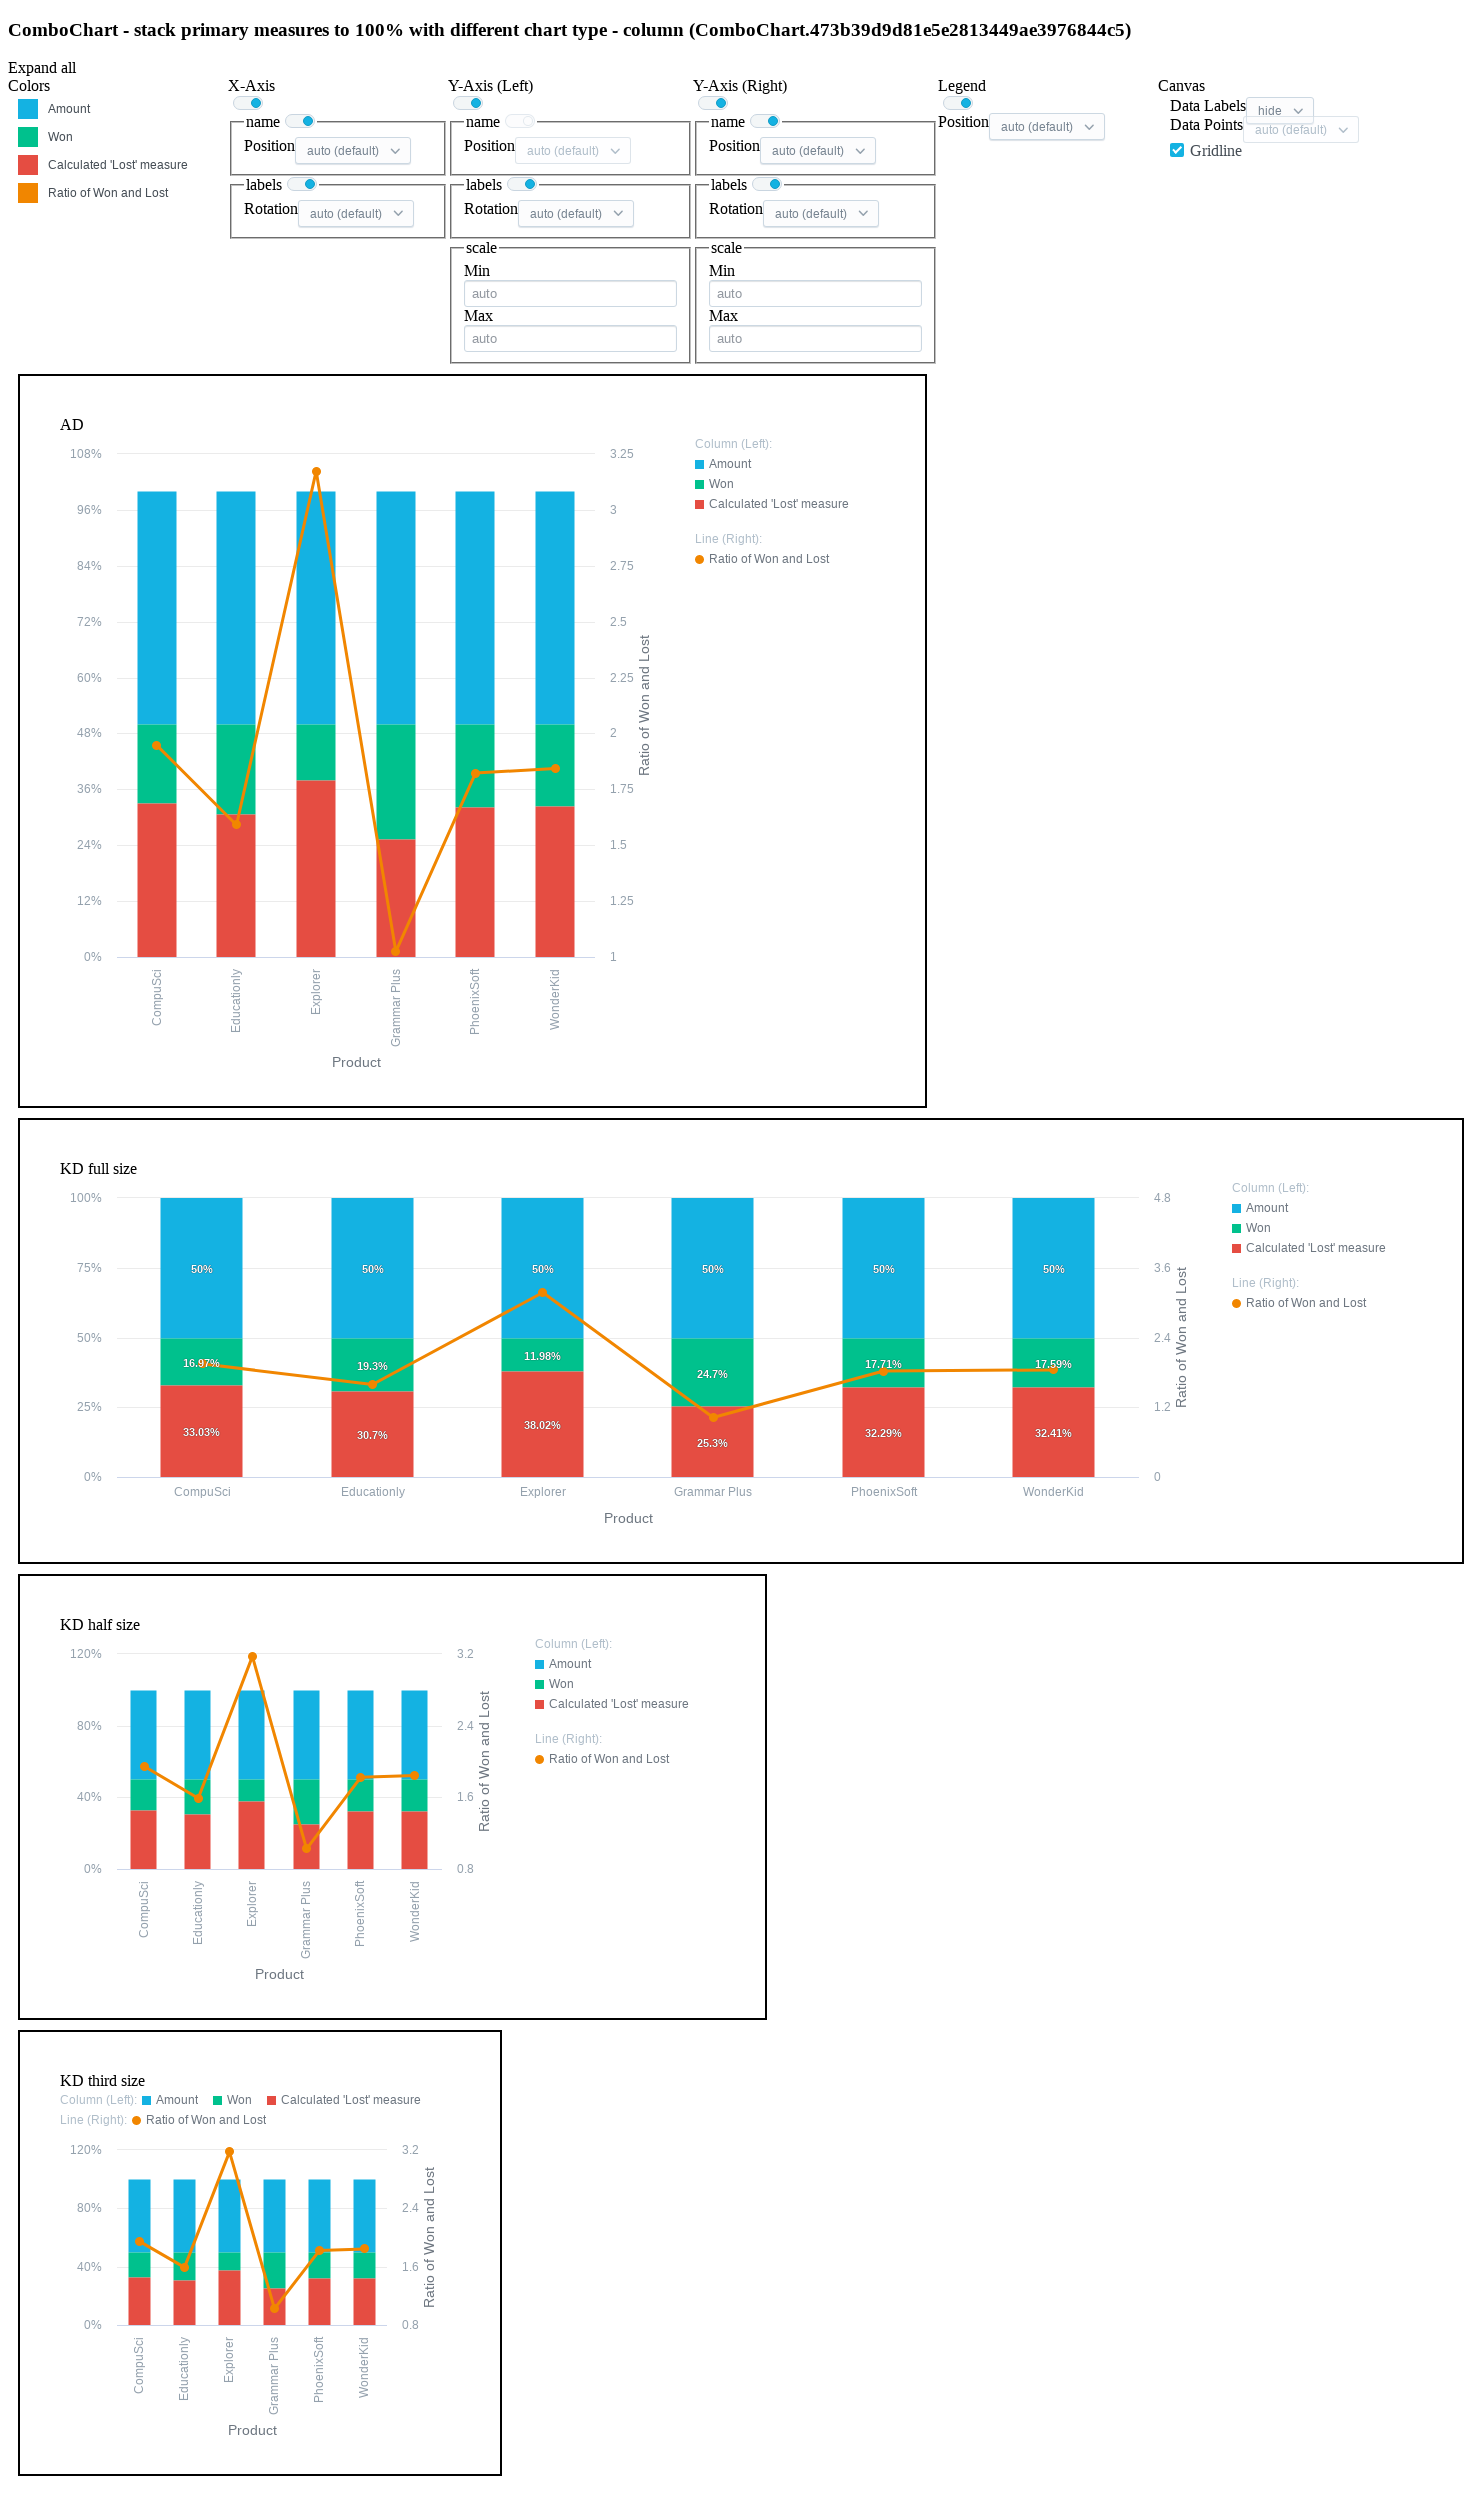 ComboChart - stack primary measures to 100% with different chart type - column (ComboChart.473b39d9d81e5e2813449ae3976844c5)
Expand all
Colors
Amount
Won
Calculated 'Lost' measure
Ratio of Won and Lost
X-Axis
name
Position auto (default)
labels
Rotation auto (default)
Y-Axis (Left)
name
Position auto (default)
labels
Rotation auto (default)
scale
Min
auto
Max
auto
Y-Axis (Right)
name
Position auto (default)
labels
Rotation auto (default)
scale
Min
auto
Max
auto
Legend
Position auto (default)
Canvas
Data Labels hide
Data Points auto (default)
Gridline
AD
108%
96%
84%
72%
60%
48%
36%
24%
12%
0%
3.25
3
2.75
2.5
2.25
2
1.75
1.5
1.25
1
Ratio of Won and Lost
CompuSci
Educationly
Explorer
Grammar Plus
PhoenixSoft
WonderKid
Product
Column (Left):
Amount
Won
Calculated 'Lost' measure
Line (Right):
Ratio of Won and Lost
KD full size
100%
75%
50%
25%
0%
50% 50% 50% 50% 50% 50%
16.97% 19.3% 11.98% 24.7% 17.71% 17.59%
33.03% 30.7% 38.02% 25.3% 32.29% 32.41%
4.8
3.6
2.4
1.2
0
Ratio of Won and Lost
CompuSci Educationly Explorer Grammar Plus PhoenixSoft WonderKid
Product
Column (Left):
Amount
Won
Calculated 'Lost' measure
Line (Right):
Ratio of Won and Lost
KD half size
120%
80%
40%
0%
3.2
2.4
1.6
0.8
Ratio of Won and Lost
CompuSci
Educationly
Explorer
Grammar Plus
PhoenixSoft
WonderKid
Product
Column (Left):
Amount
Won
Calculated 'Lost' measure
Line (Right):
Ratio of Won and Lost
KD third size
Column (Left): Amount Won Calculated 'Lost' measure
Line (Right): Ratio of Won and Lost
120%
80%
40%
0%
3.2
2.4
1.6
0.8
Ratio of Won and Lost
CompuSci
Educationly
Explorer
Grammar Plus
PhoenixSoft
WonderKid
Product